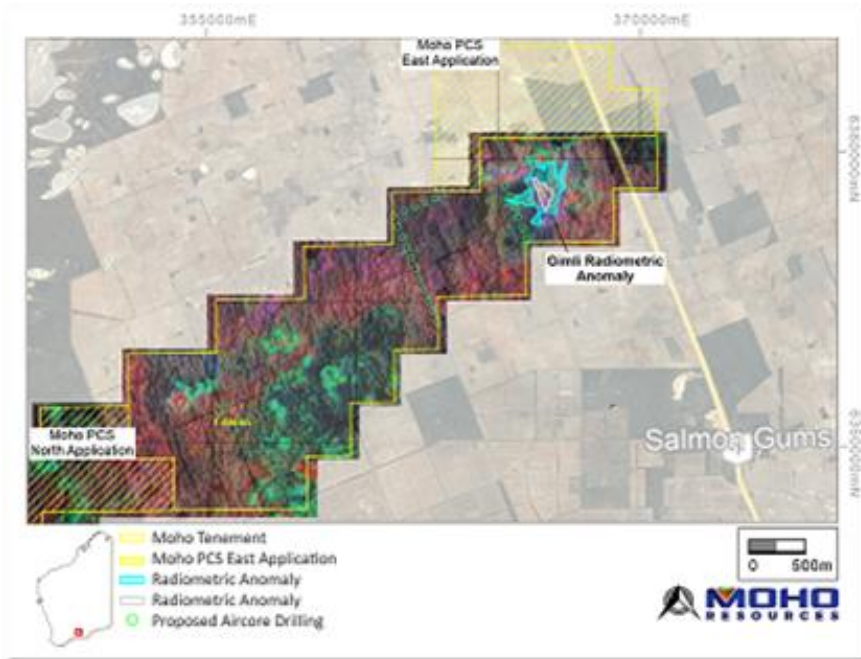 355000mE
370000mE
Moho PCS
East Application
6380000mN
Gimli Radiometric
Anomaly
Moho PCS
North Application
Salmon Gums
Moho Tenement
Moho PCS East Application
Radiometric Anomaly
Radiometric Anomaly
Proposed Aircore Drilling
0 500m
MOHO
RESOURCES